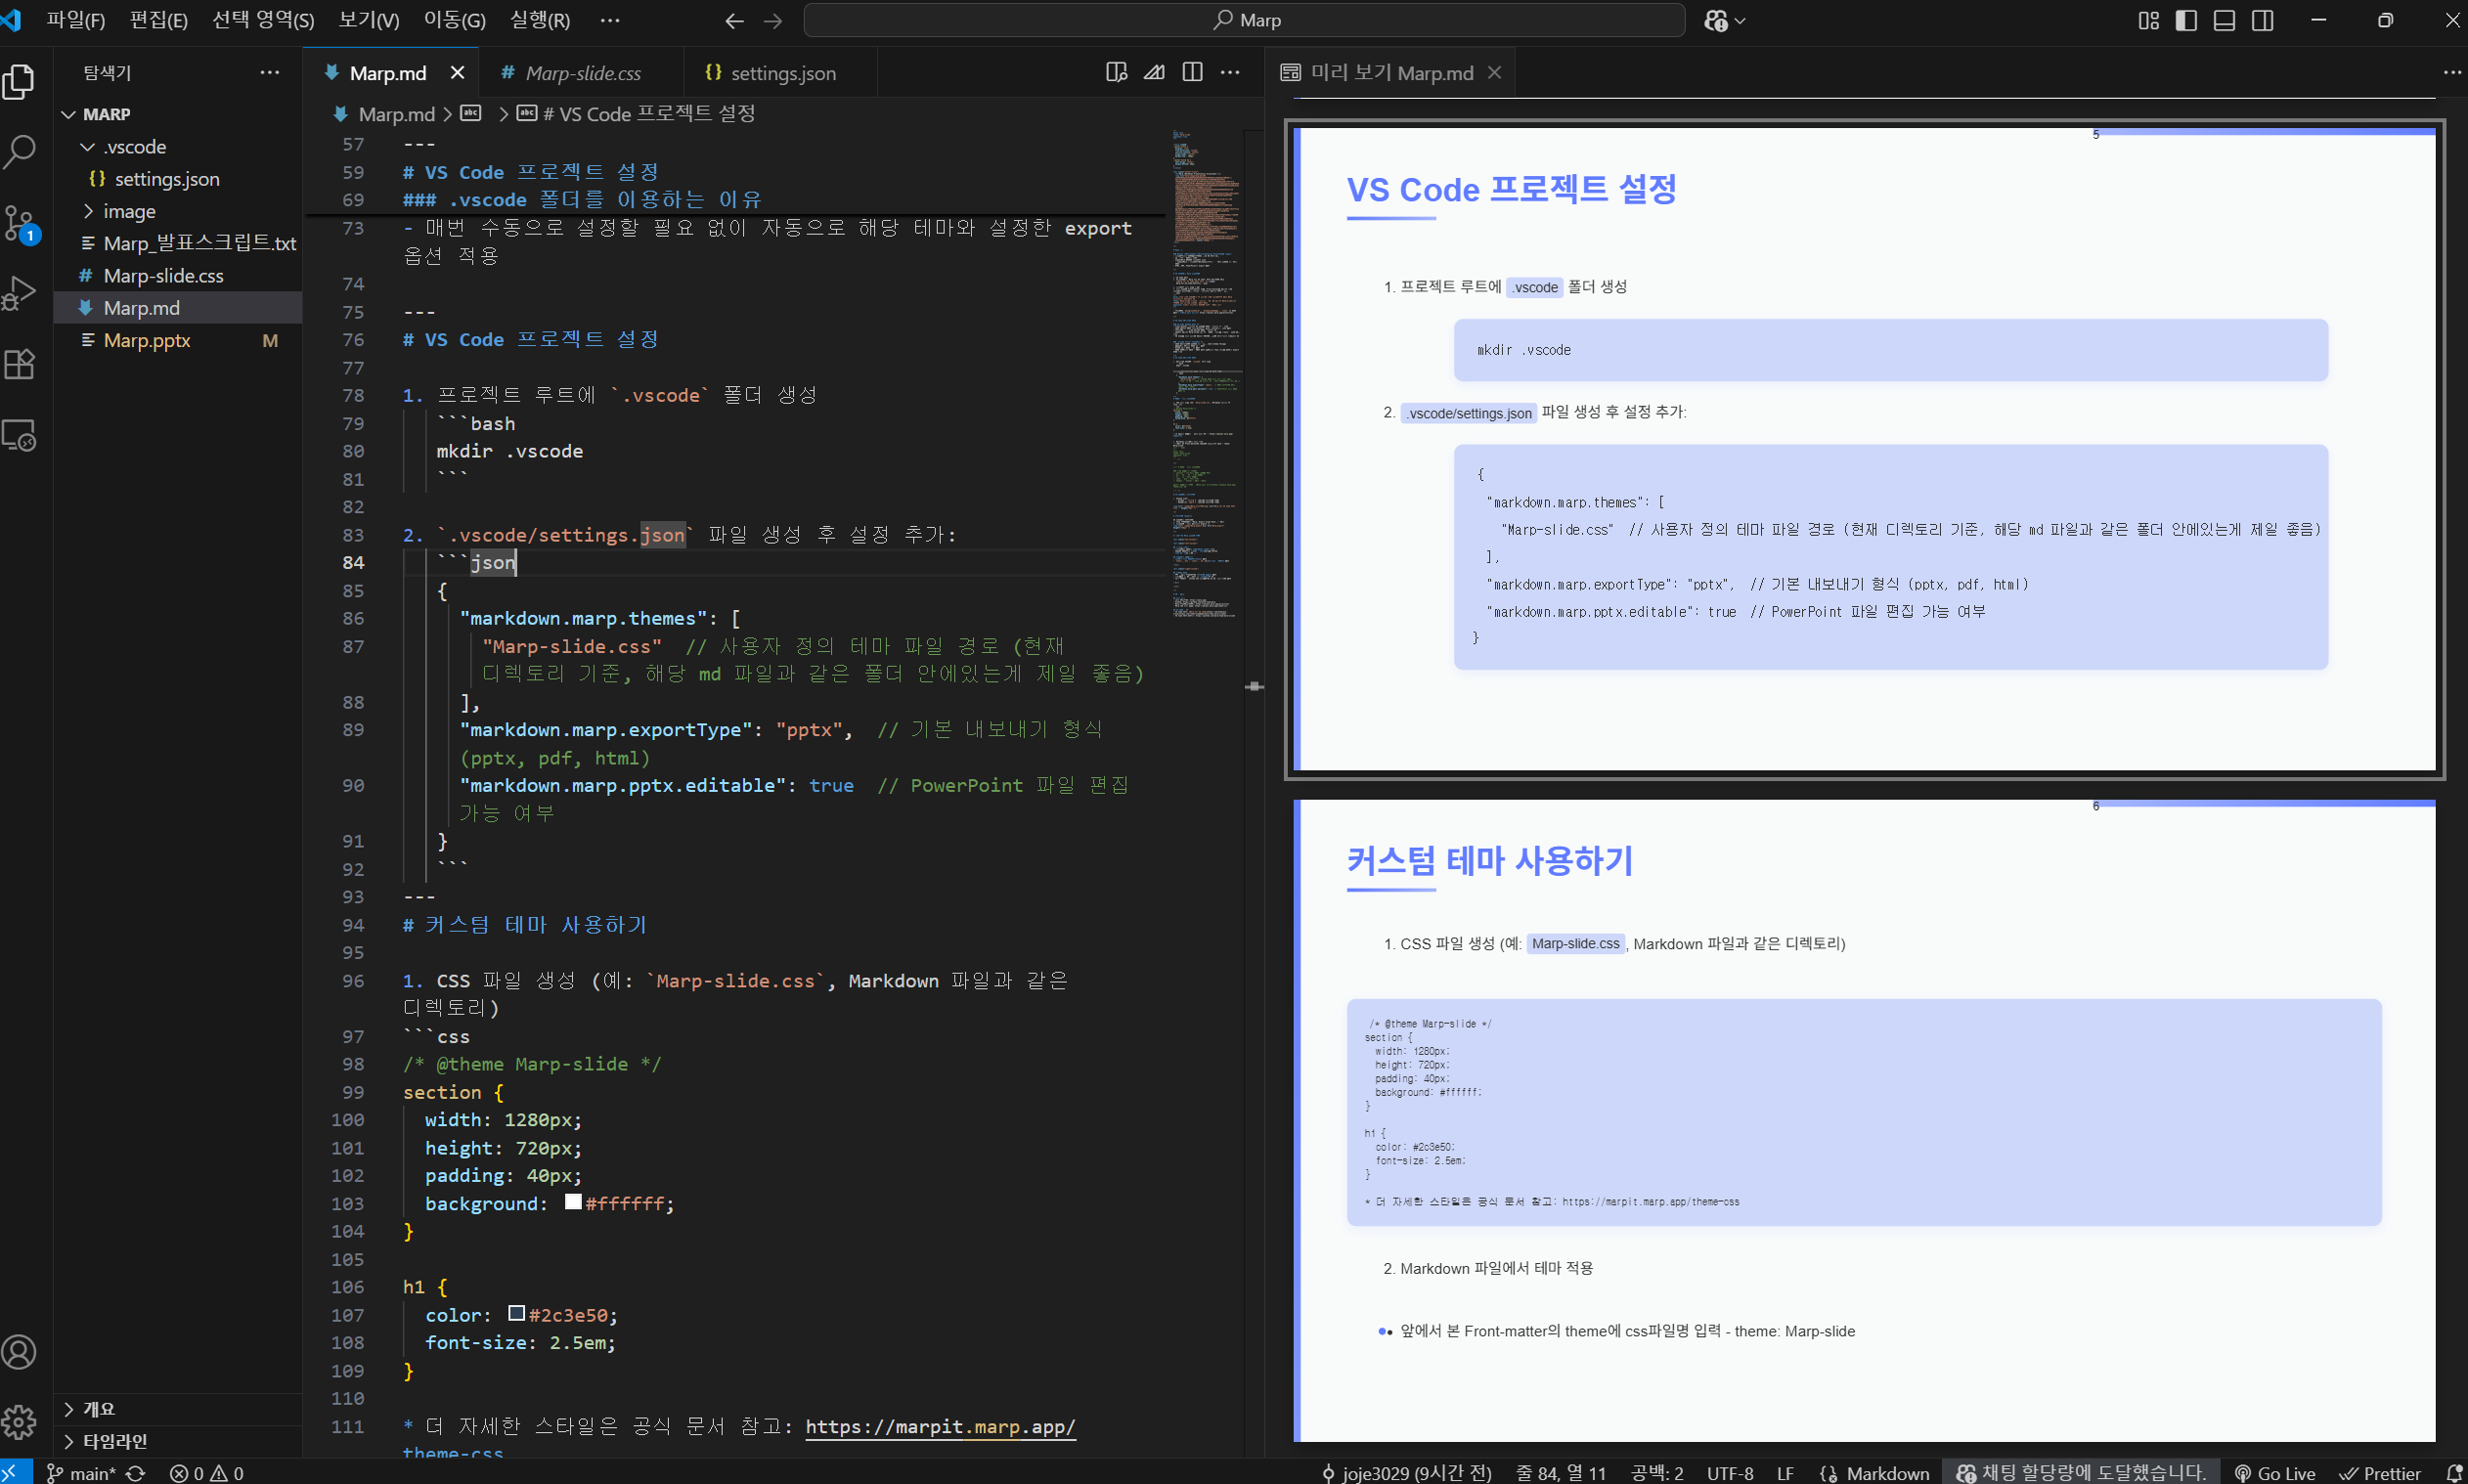 파일(F) 편집(E) 선택 영역(S) 보기(V) 이동(G) 실행(R) ··· Marp
탐색기
MARP
.vscode
{} settings.json
image
Marp_발표스크립트.txt
# Marp-slide.css
Marp.md
Marp.pptx M
개요
타임라인
1
Marp.md # Marp-slide.css {} settings.json
Marp.md > abc > abc # VS Code 프로젝트 설정
57 ---
59 # VS Code 프로젝트 설정
69 ### .vscode 폴더를 이용하는 이유
73 - 매번 수동으로 설정할 필요 없이 자동으로 해당 테마와 설정한 export
옵션 적용
74
75 ---
76 # VS Code 프로젝트 설정
77
78 1. 프로젝트 루트에 `.vscode` 폴더 생성
79 ```bash
80 mkdir .vscode
81 ```
82
83 2. `.vscode/settings.json` 파일 생성 후 설정 추가:
84 ```json
85 {
86 "markdown.marp.themes": [
87 "Marp-slide.css"  // 사용자 정의 테마 파일 경로 (현재
디렉토리 기준, 해당 md 파일과 같은 폴더 안에있는게 제일 좋음)
88 ],
89 "markdown.marp.exportType": "pptx",  // 기본 내보내기 형식
(pptx, pdf, html)
90 "markdown.marp.pptx.editable": true  // PowerPoint 파일 편집
가능 여부
91 }
92 ```
93 ---
94 # 커스텀 테마 사용하기
95
96 1. CSS 파일 생성 (예: `Marp-slide.css`, Markdown 파일과 같은
디렉토리)
97 ```css
98 /* @theme Marp-slide */
99 section {
100 width: 1280px;
101 height: 720px;
102 padding: 40px;
103 background: #ffffff;
104 }
105
106 h1 {
107 color: #2c3e50;
108 font-size: 2.5em;
109 }
110
111 * 더 자세한 스타일은 공식 문서 참고: https://marpit.marp.app/
theme-css
미리 보기 Marp.md
5
VS Code 프로젝트 설정
1. 프로젝트 루트에 .vscode 폴더 생성
mkdir .vscode
2. .vscode/settings.json 파일 생성 후 설정 추가:
{
"markdown.marp.themes": [
"Marp-slide.css"  // 사용자 정의 테마 파일 경로 (현재 디렉토리 기준, 해당 md 파일과 같은 폴더 안에있는게 제일 좋음)
],
"markdown.marp.exportType": "pptx",  // 기본 내보내기 형식 (pptx, pdf, html)
"markdown.marp.pptx.editable": true  // PowerPoint 파일 편집 가능 여부
}
6
커스텀 테마 사용하기
1. CSS 파일 생성 (예: Marp-slide.css, Markdown 파일과 같은 디렉토리)
/* @theme Marp-slide */
section {
width: 1280px;
height: 720px;
padding: 40px;
background: #ffffff;
}
h1 {
color: #2c3e50;
font-size: 2.5em;
}
* 더 자세한 스타일은 공식 문서 참고: https://marpit.marp.app/theme-css
2. Markdown 파일에서 테마 적용
• 앞에서 본 Front-matter의 theme에 css파일명 입력 - theme: Marp-slide
main* 0 0 joje3029 (9시간 전) 줄 84, 열 11 공백: 2 UTF-8 LF {} Markdown 채팅 할당량에 도달했습니다. Go Live Prettier